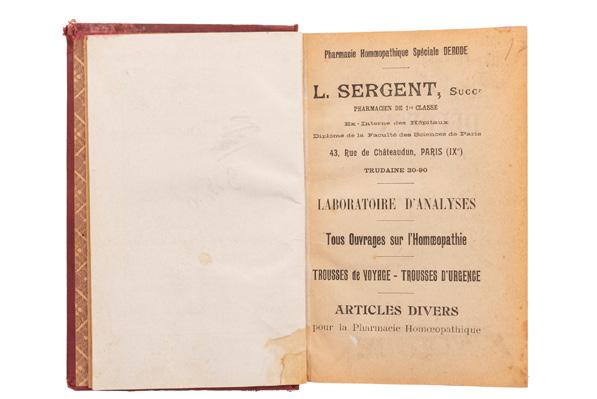 Pharmacie Homœopathique Spéciale DERODE
L. SERGENT, Succr
PHARMACIEN DE 1re CLASSE
Ex-Interne des Hôpitaux
Diplômé de la Faculté des Sciences de Paris
43, Rue de Châteaudun, PARIS (IXe)
TRUDAINE 30-90
LABORATOIRE D'ANALYSES
Tous Ouvrages sur l'Homœopathie
TROUSSES de VOYAGE - TROUSSES D'URGENCE
ARTICLES DIVERS
pour la Pharmacie Homœopathique